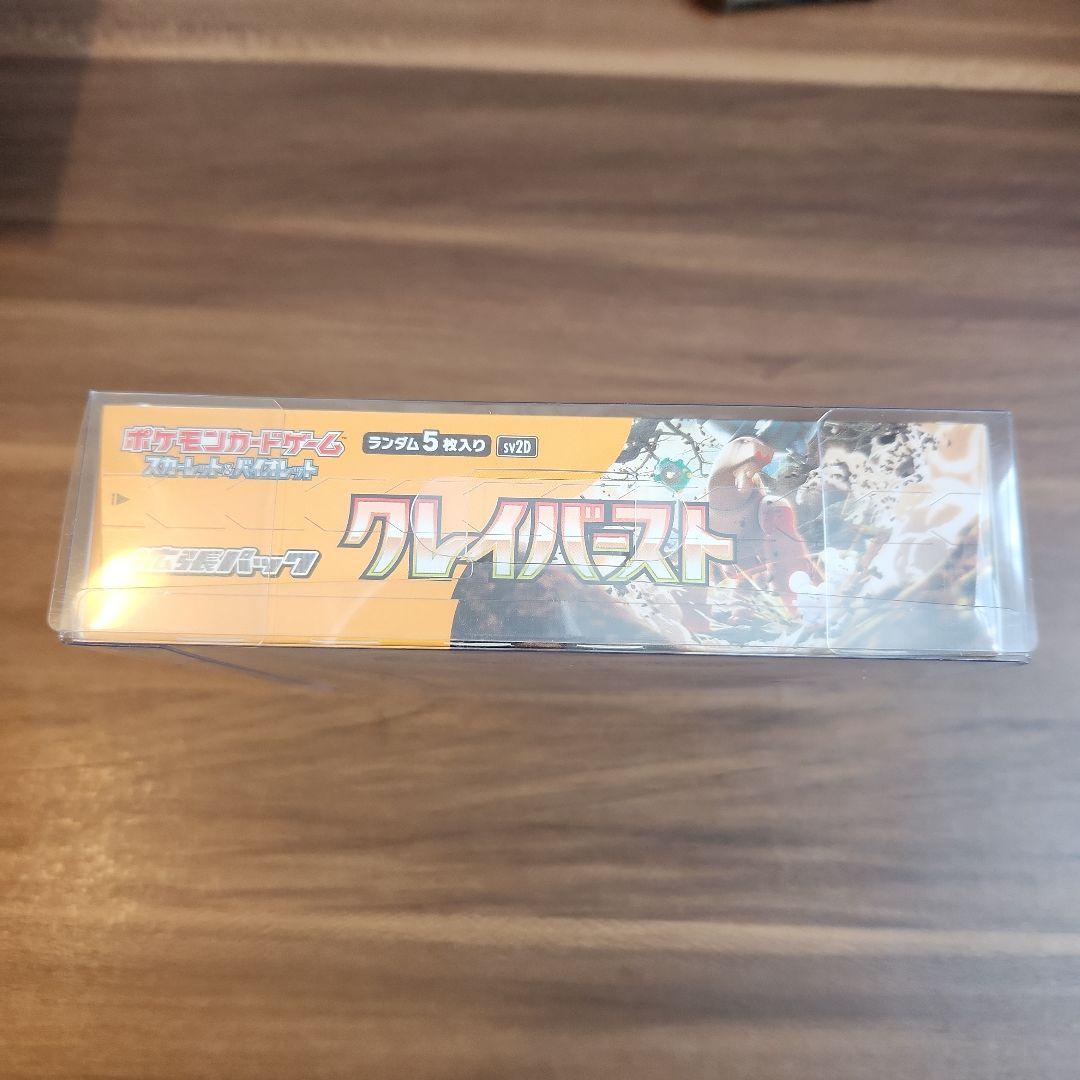 ポケモンカードゲーム™
スカーレット&バイオレット
ランダム5枚入り sv2D
拡張パック
クレイバースト